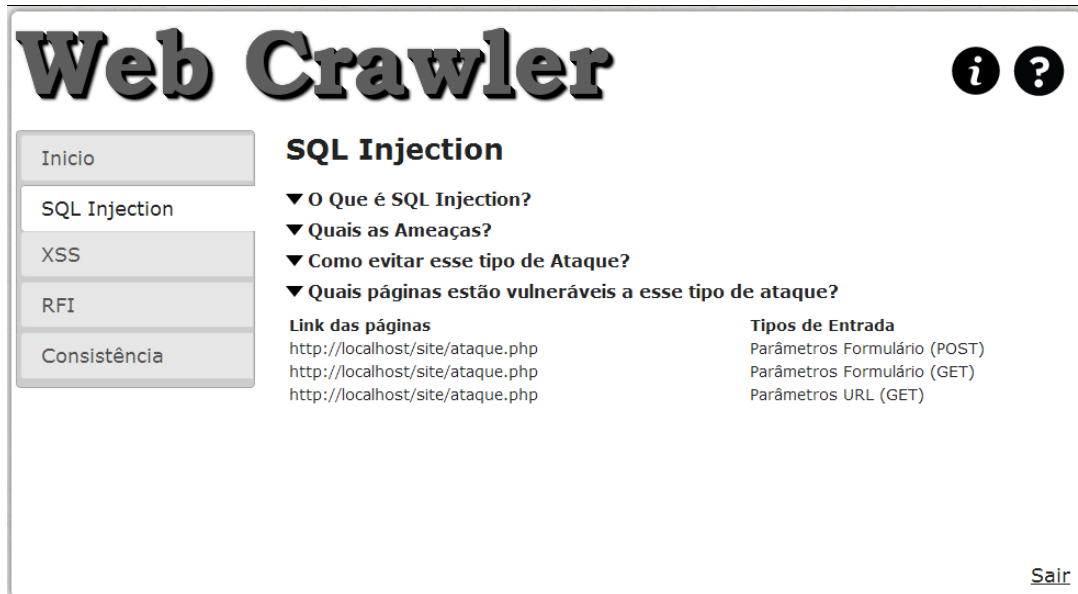 Web Crawler
i ?
Inicio
SQL Injection
XSS
RFI
Consistência
SQL Injection
▼ O Que é SQL Injection?
▼ Quais as Ameaças?
▼ Como evitar esse tipo de Ataque?
▼ Quais páginas estão vulneráveis a esse tipo de ataque?
Link das páginas Tipos de Entrada
http://localhost/site/ataque.php Parâmetros Formulário (POST)
http://localhost/site/ataque.php Parâmetros Formulário (GET)
http://localhost/site/ataque.php Parâmetros URL (GET)
Sair